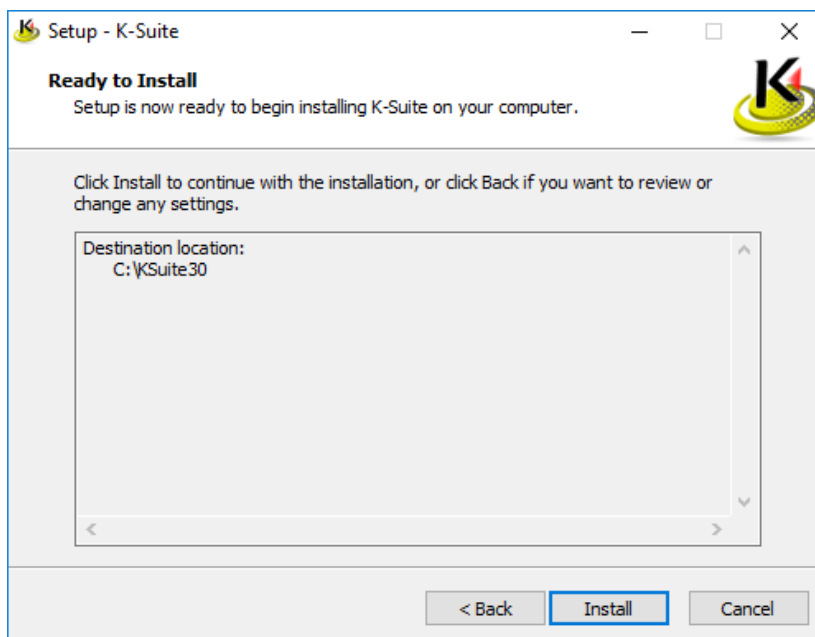 Setup - K-Suite
Ready to Install
Setup is now ready to begin installing K-Suite on your computer.
K
Click Install to continue with the installation, or click Back if you want to review or
change any settings.
Destination location:
C:\KSuite30
< Back
Install
Cancel